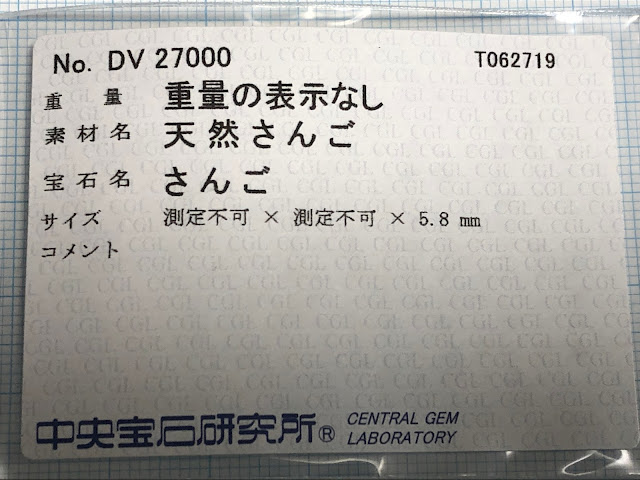 No. DV 27000 T062719
重量 重量の表示なし
素材名 天然さんご
宝石名 さんご
サイズ 測定不可 × 測定不可 × 5.8 mm
コメント
中央宝石研究所® CENTRAL GEM
LABORATORY